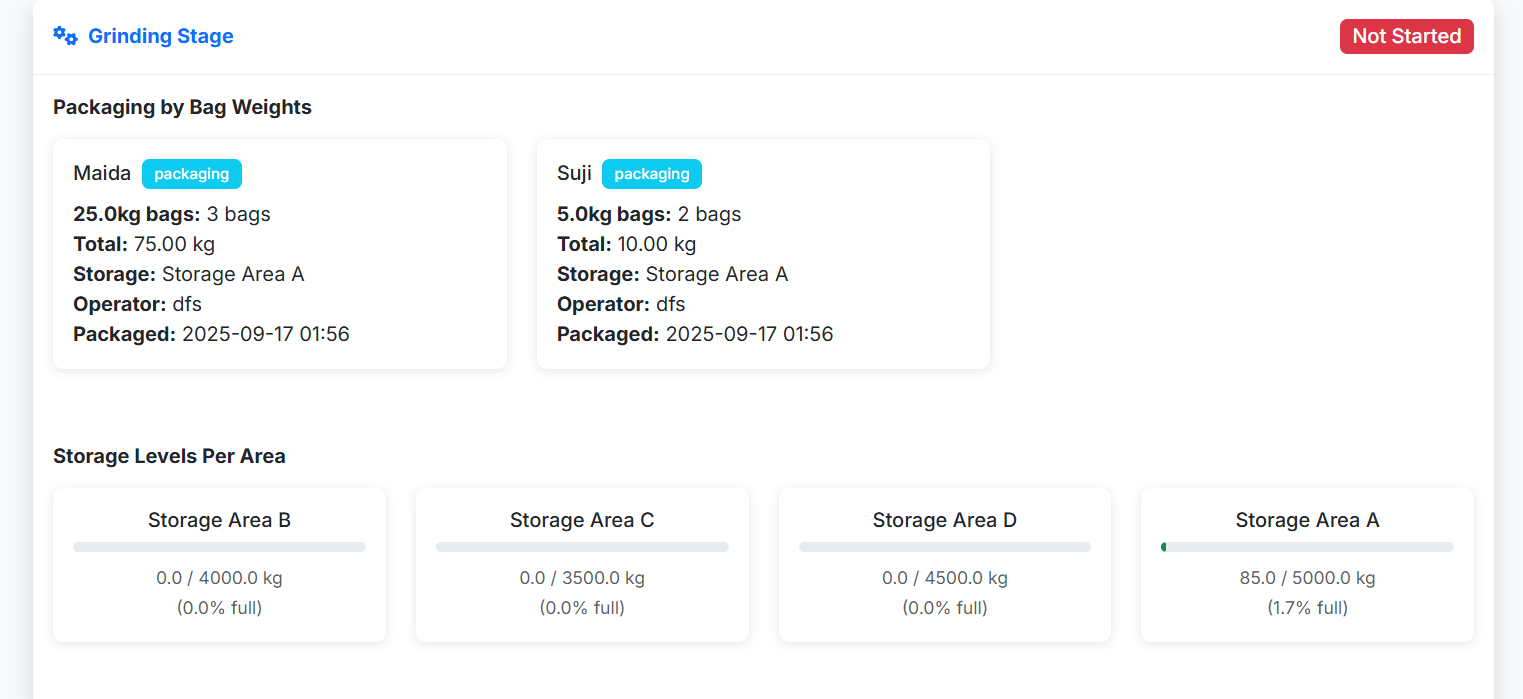 Grinding Stage
Not Started
Packaging by Bag Weights
Maida packaging
25.0kg bags: 3 bags
Total: 75.00 kg
Storage: Storage Area A
Operator: dfs
Packaged: 2025-09-17 01:56
Suji packaging
5.0kg bags: 2 bags
Total: 10.00 kg
Storage: Storage Area A
Operator: dfs
Packaged: 2025-09-17 01:56
Storage Levels Per Area
Storage Area B
0.0 / 4000.0 kg
(0.0% full)
Storage Area C
0.0 / 3500.0 kg
(0.0% full)
Storage Area D
0.0 / 4500.0 kg
(0.0% full)
Storage Area A
85.0 / 5000.0 kg
(1.7% full)